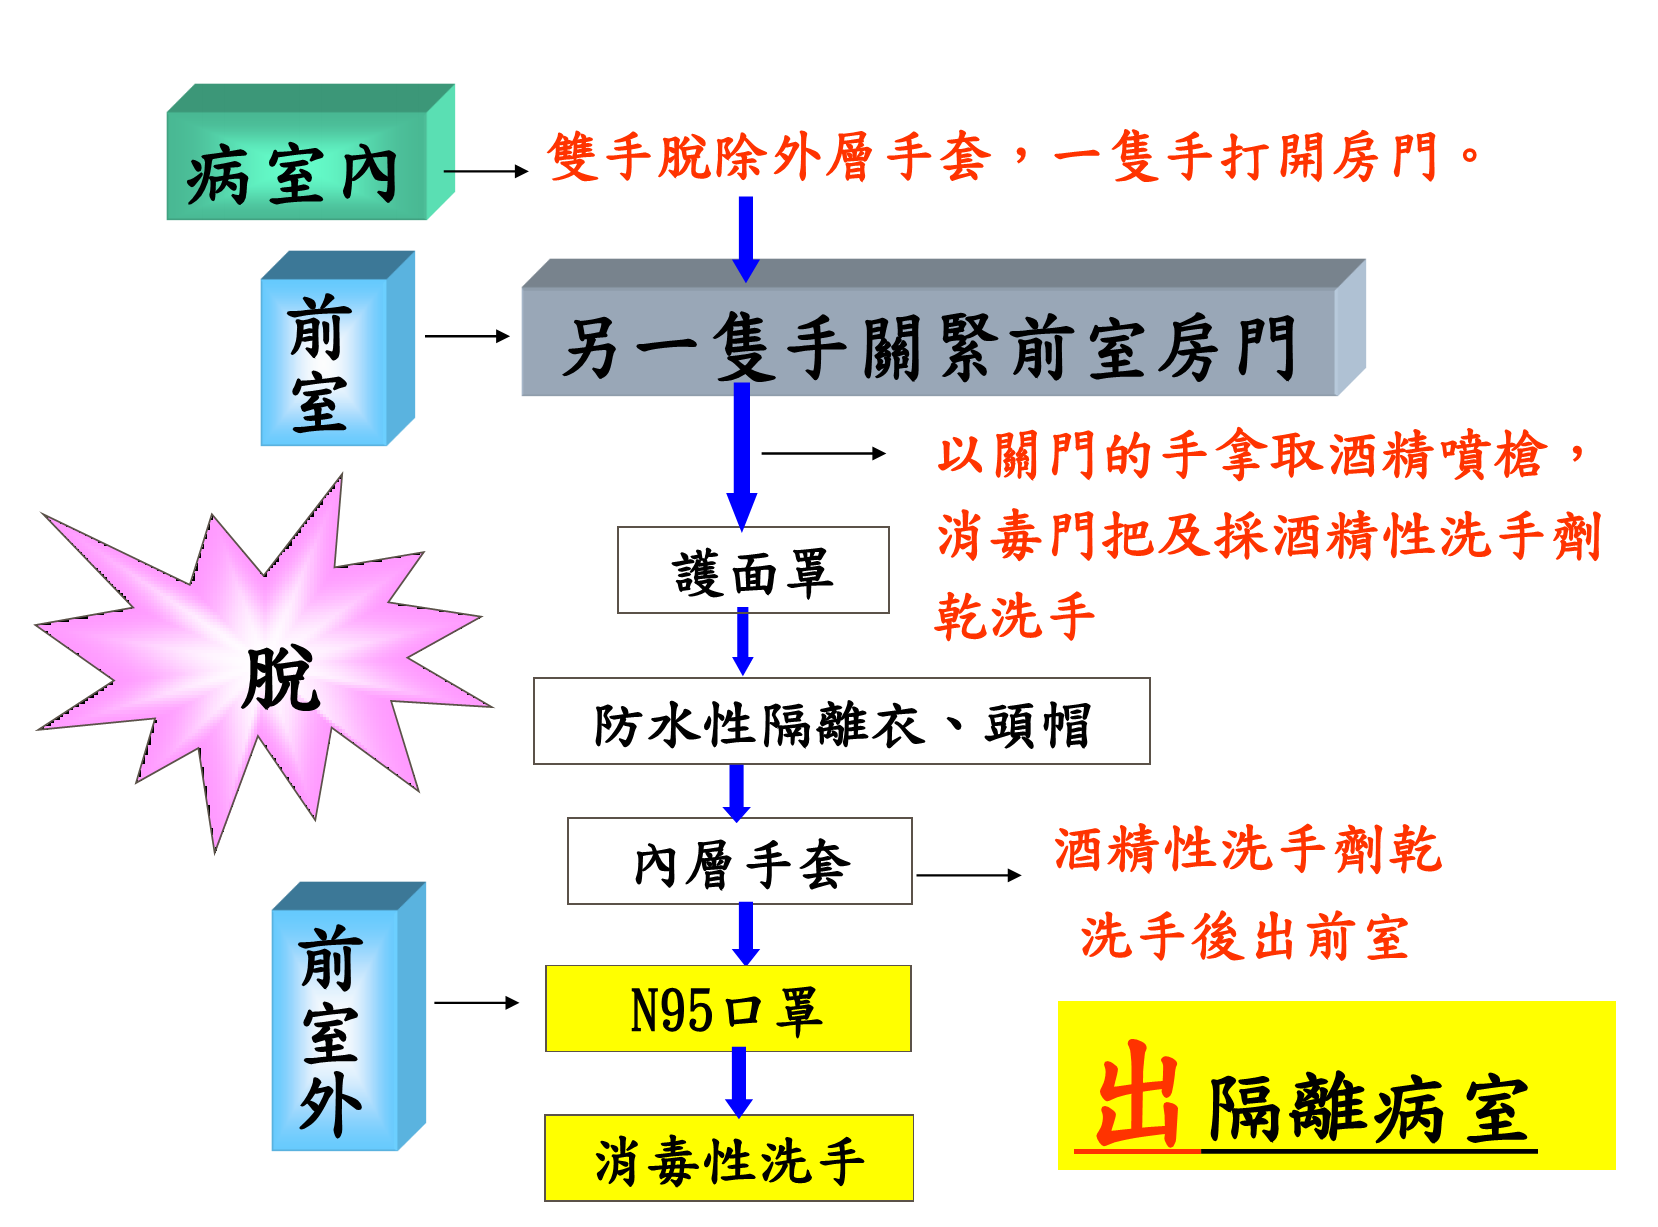 病室內
雙手脫除外層手套，一隻手打開房門。
前
室
另一隻手關緊前室房門
以關門的手拿取酒精噴槍，
消毒門把及採酒精性洗手劑
乾洗手
護面罩
脫
防水性隔離衣、頭帽
內層手套
酒精性洗手劑乾
洗手後出前室
前
室
外
N95口罩
出隔離病室
消毒性洗手